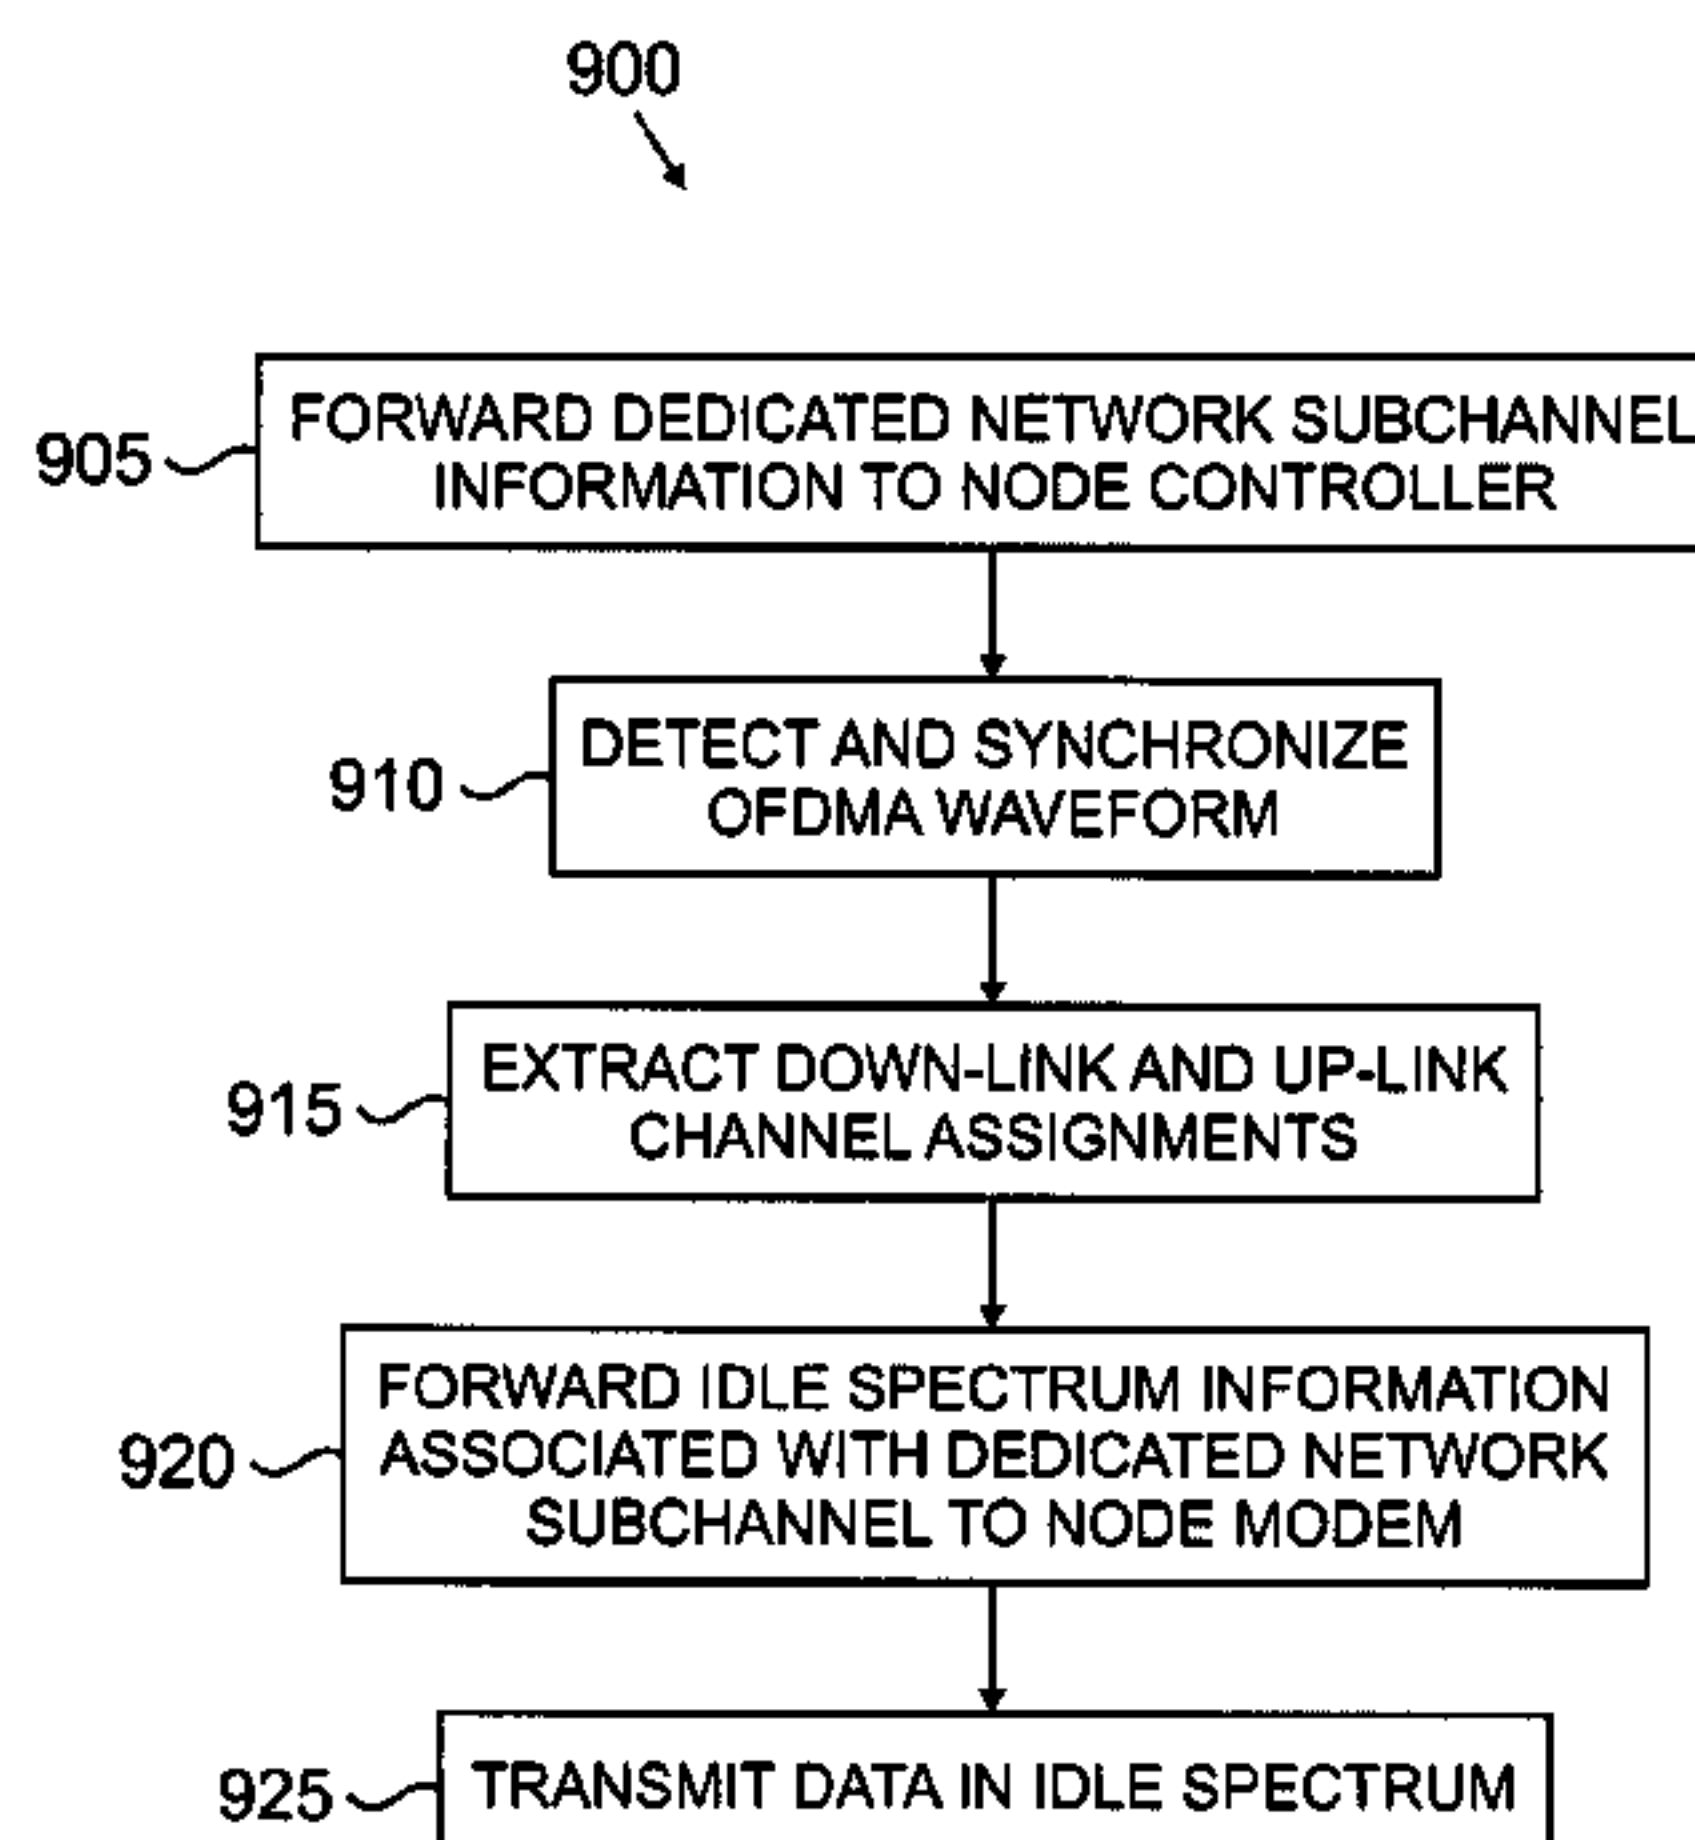 900
905
FORWARD DEDICATED NETWORK SUBCHANNEL
INFORMATION TO NODE CONTROLLER
910
DETECT AND SYNCHRONIZE
OFDMA WAVEFORM
915
EXTRACT DOWN-LINK AND UP-LINK
CHANNEL ASSIGNMENTS
920
FORWARD IDLE SPECTRUM INFORMATION
ASSOCIATED WITH DEDICATED NETWORK
SUBCHANNEL TO NODE MODEM
925
TRANSMIT DATA IN IDLE SPECTRUM